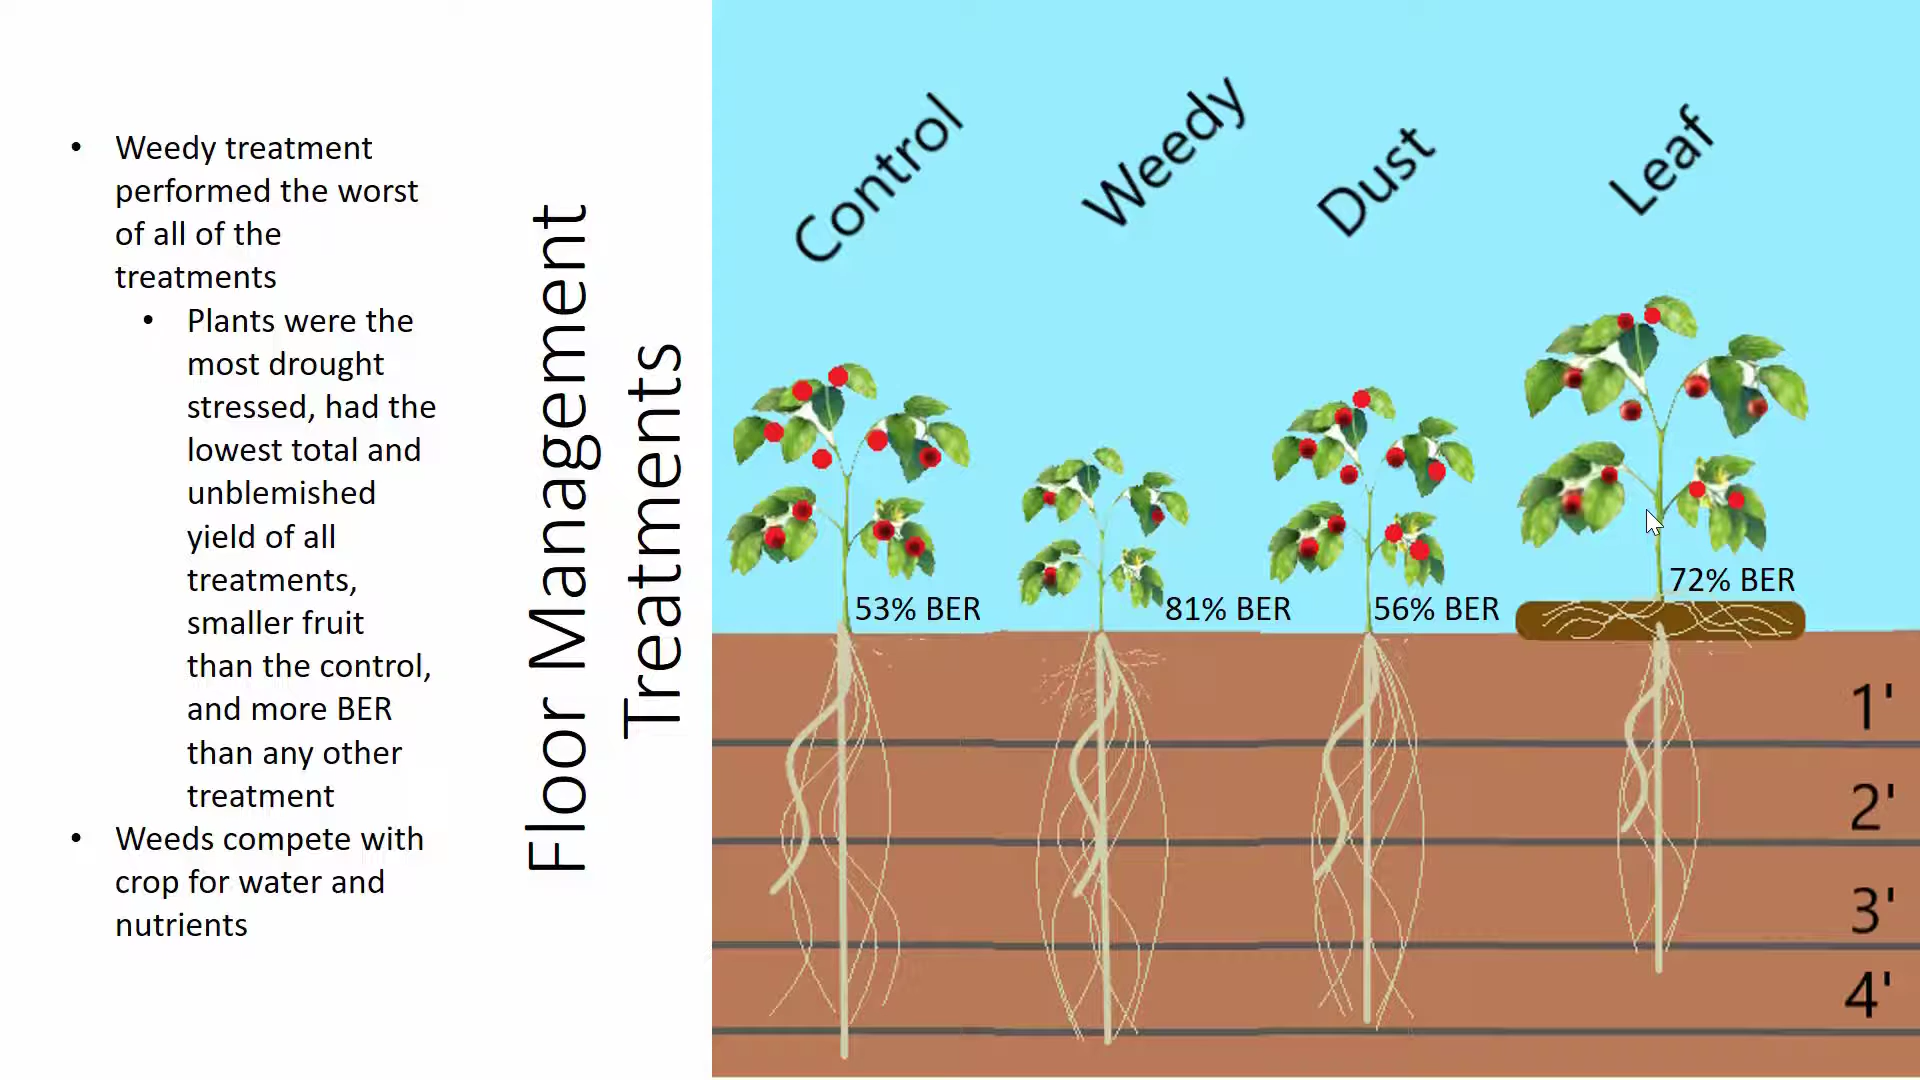 • Weedy treatment
performed the worst
of all of the
treatments
• Plants were the
most drought
stressed, had the
lowest total and
unblemished
yield of all
treatments,
smaller fruit
than the control,
and more BER
than any other
treatment
• Weeds compete with
crop for water and
nutrients
Floor Management
Treatments
Control
Weedy
Dust
Leaf
53% BER
81% BER
56% BER
72% BER
1'
2'
3'
4'